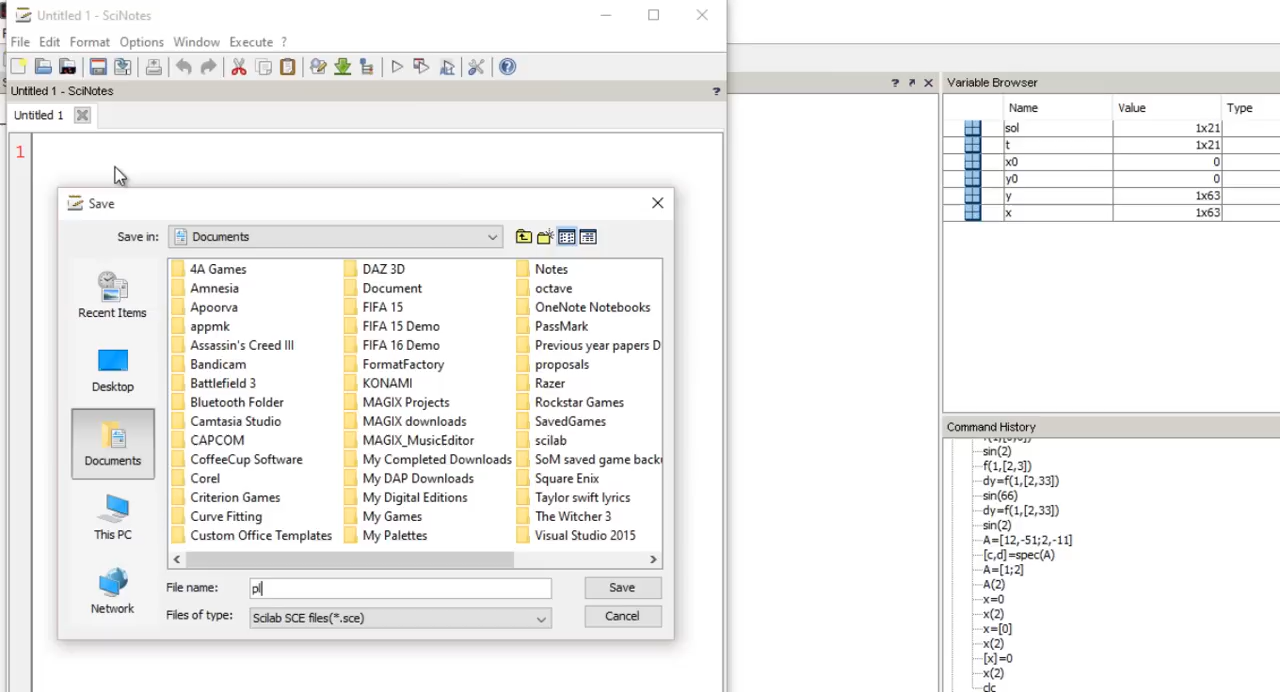 Untitled 1 - SciNotes
File Edit Format Options Window Execute ?
Untitled 1 - SciNotes
?
Untitled 1
1
Save
Save in: Documents
Recent Items
Desktop
Documents
This PC
Network
4A Games
Amnesia
Apoorva
appmk
Assassin's Creed III
Bandicam
Battlefield 3
Bluetooth Folder
Camtasia Studio
CAPCOM
CoffeeCup Software
Corel
Criterion Games
Curve Fitting
Custom Office Templates
DAZ 3D
Document
FIFA 15
FIFA 15 Demo
FIFA 16 Demo
FormatFactory
KONAMI
MAGIX Projects
MAGIX downloads
MAGIX_MusicEditor
My Completed Downloads
My DAP Downloads
My Digital Editions
My Games
My Palettes
Notes
octave
OneNote Notebooks
PassMark
Previous year papers D
proposals
Razer
Rockstar Games
SavedGames
scilab
SoM saved game back
Square Enix
Taylor swift lyrics
The Witcher 3
Visual Studio 2015
File name: pl
Save
Files of type: Scilab SCE files(*.sce)
Cancel
?
Variable Browser
Name Value Type
sol 1x21
t 1x21
x0 0
y0 0
y 1x63
x 1x63
Command History
sin(2)
f(1,[2,3])
dy=f(1,[2,33])
sin(66)
dy=f(1,[2,33])
sin(2)
A=[12,-51;2,-11]
[c,d]=spec(A)
A=[1;2]
A(2)
x=0
x(2)
x=[0]
x(2)
[x]=0
x(2)
clc